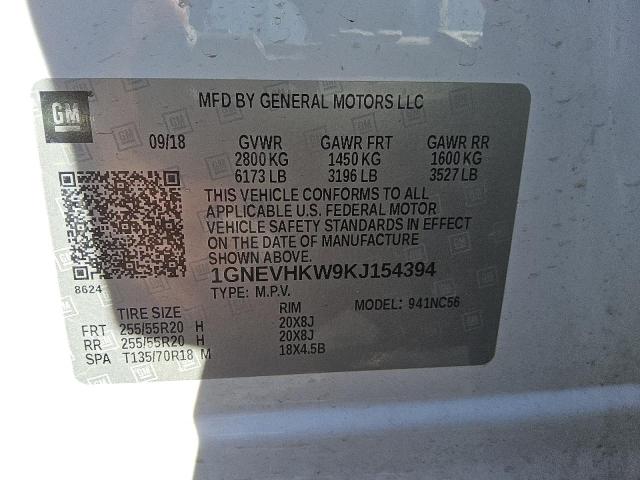 GM
MFD BY GENERAL MOTORS LLC
09/18 GVWR GAWR FRT GAWR RR
2800 KG 1450 KG 1600 KG
6173 LB 3196 LB 3527 LB
THIS VEHICLE CONFORMS TO ALL
APPLICABLE U.S. FEDERAL MOTOR
VEHICLE SAFETY STANDARDS IN EFFECT
ON THE DATE OF MANUFACTURE
SHOWN ABOVE.
8624
1GNEVHKW9KJ154394
TYPE: M.P.V. MODEL: 941NC56
TIRE SIZE RIM
FRT 255/55R20 H 20X8J
RR 255/55R20 H 20X8J
SPA T135/70R18 M 18X4.5B